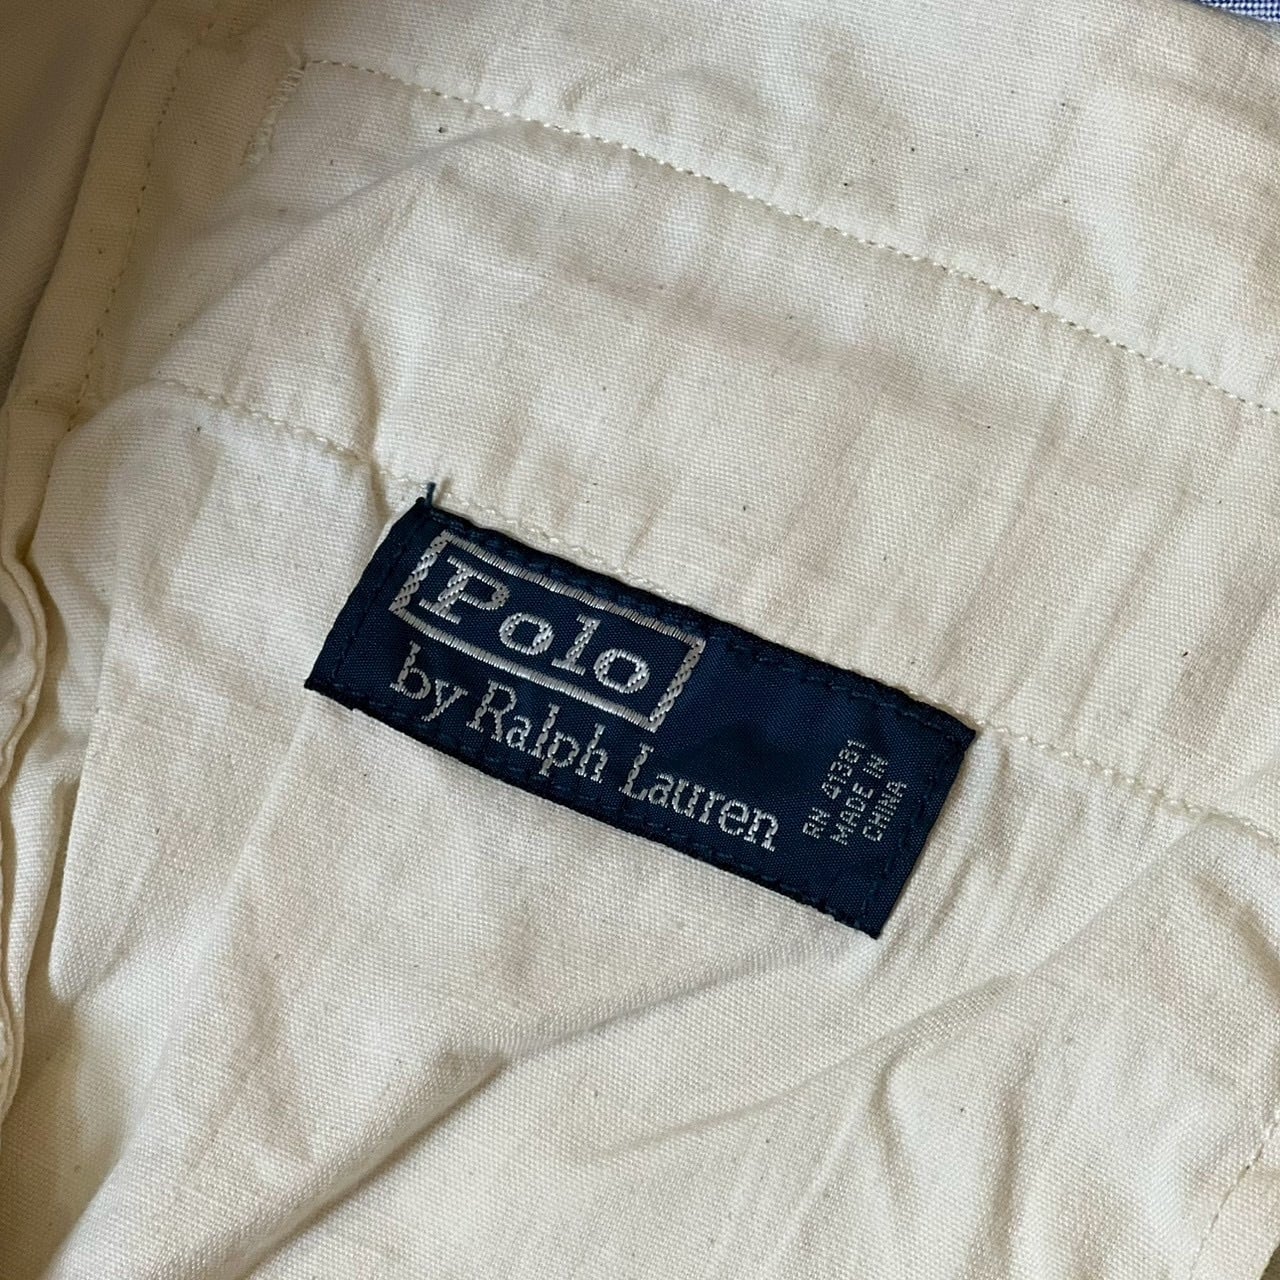 Polo
by Ralph Lauren
RN 41381
MADE IN
CHINA